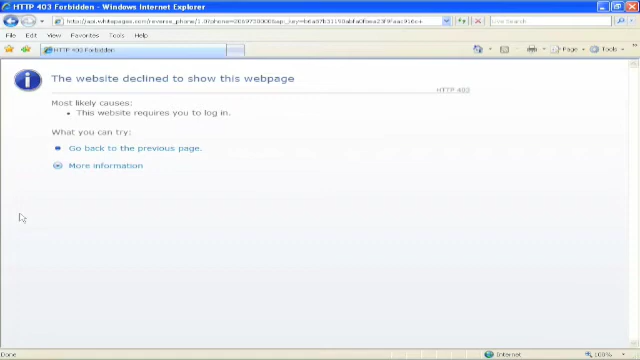 HTTP 403 Forbidden - Windows Internet Explorer
Live Search
File Edit View Favorites Tools Help
HTTP 403 Forbidden
Page
Tools
The website declined to show this webpage
HTTP 403
Most likely causes:
This website requires you to log in.
What you can try:
Go back to the previous page.
More information
Done
Internet
100%